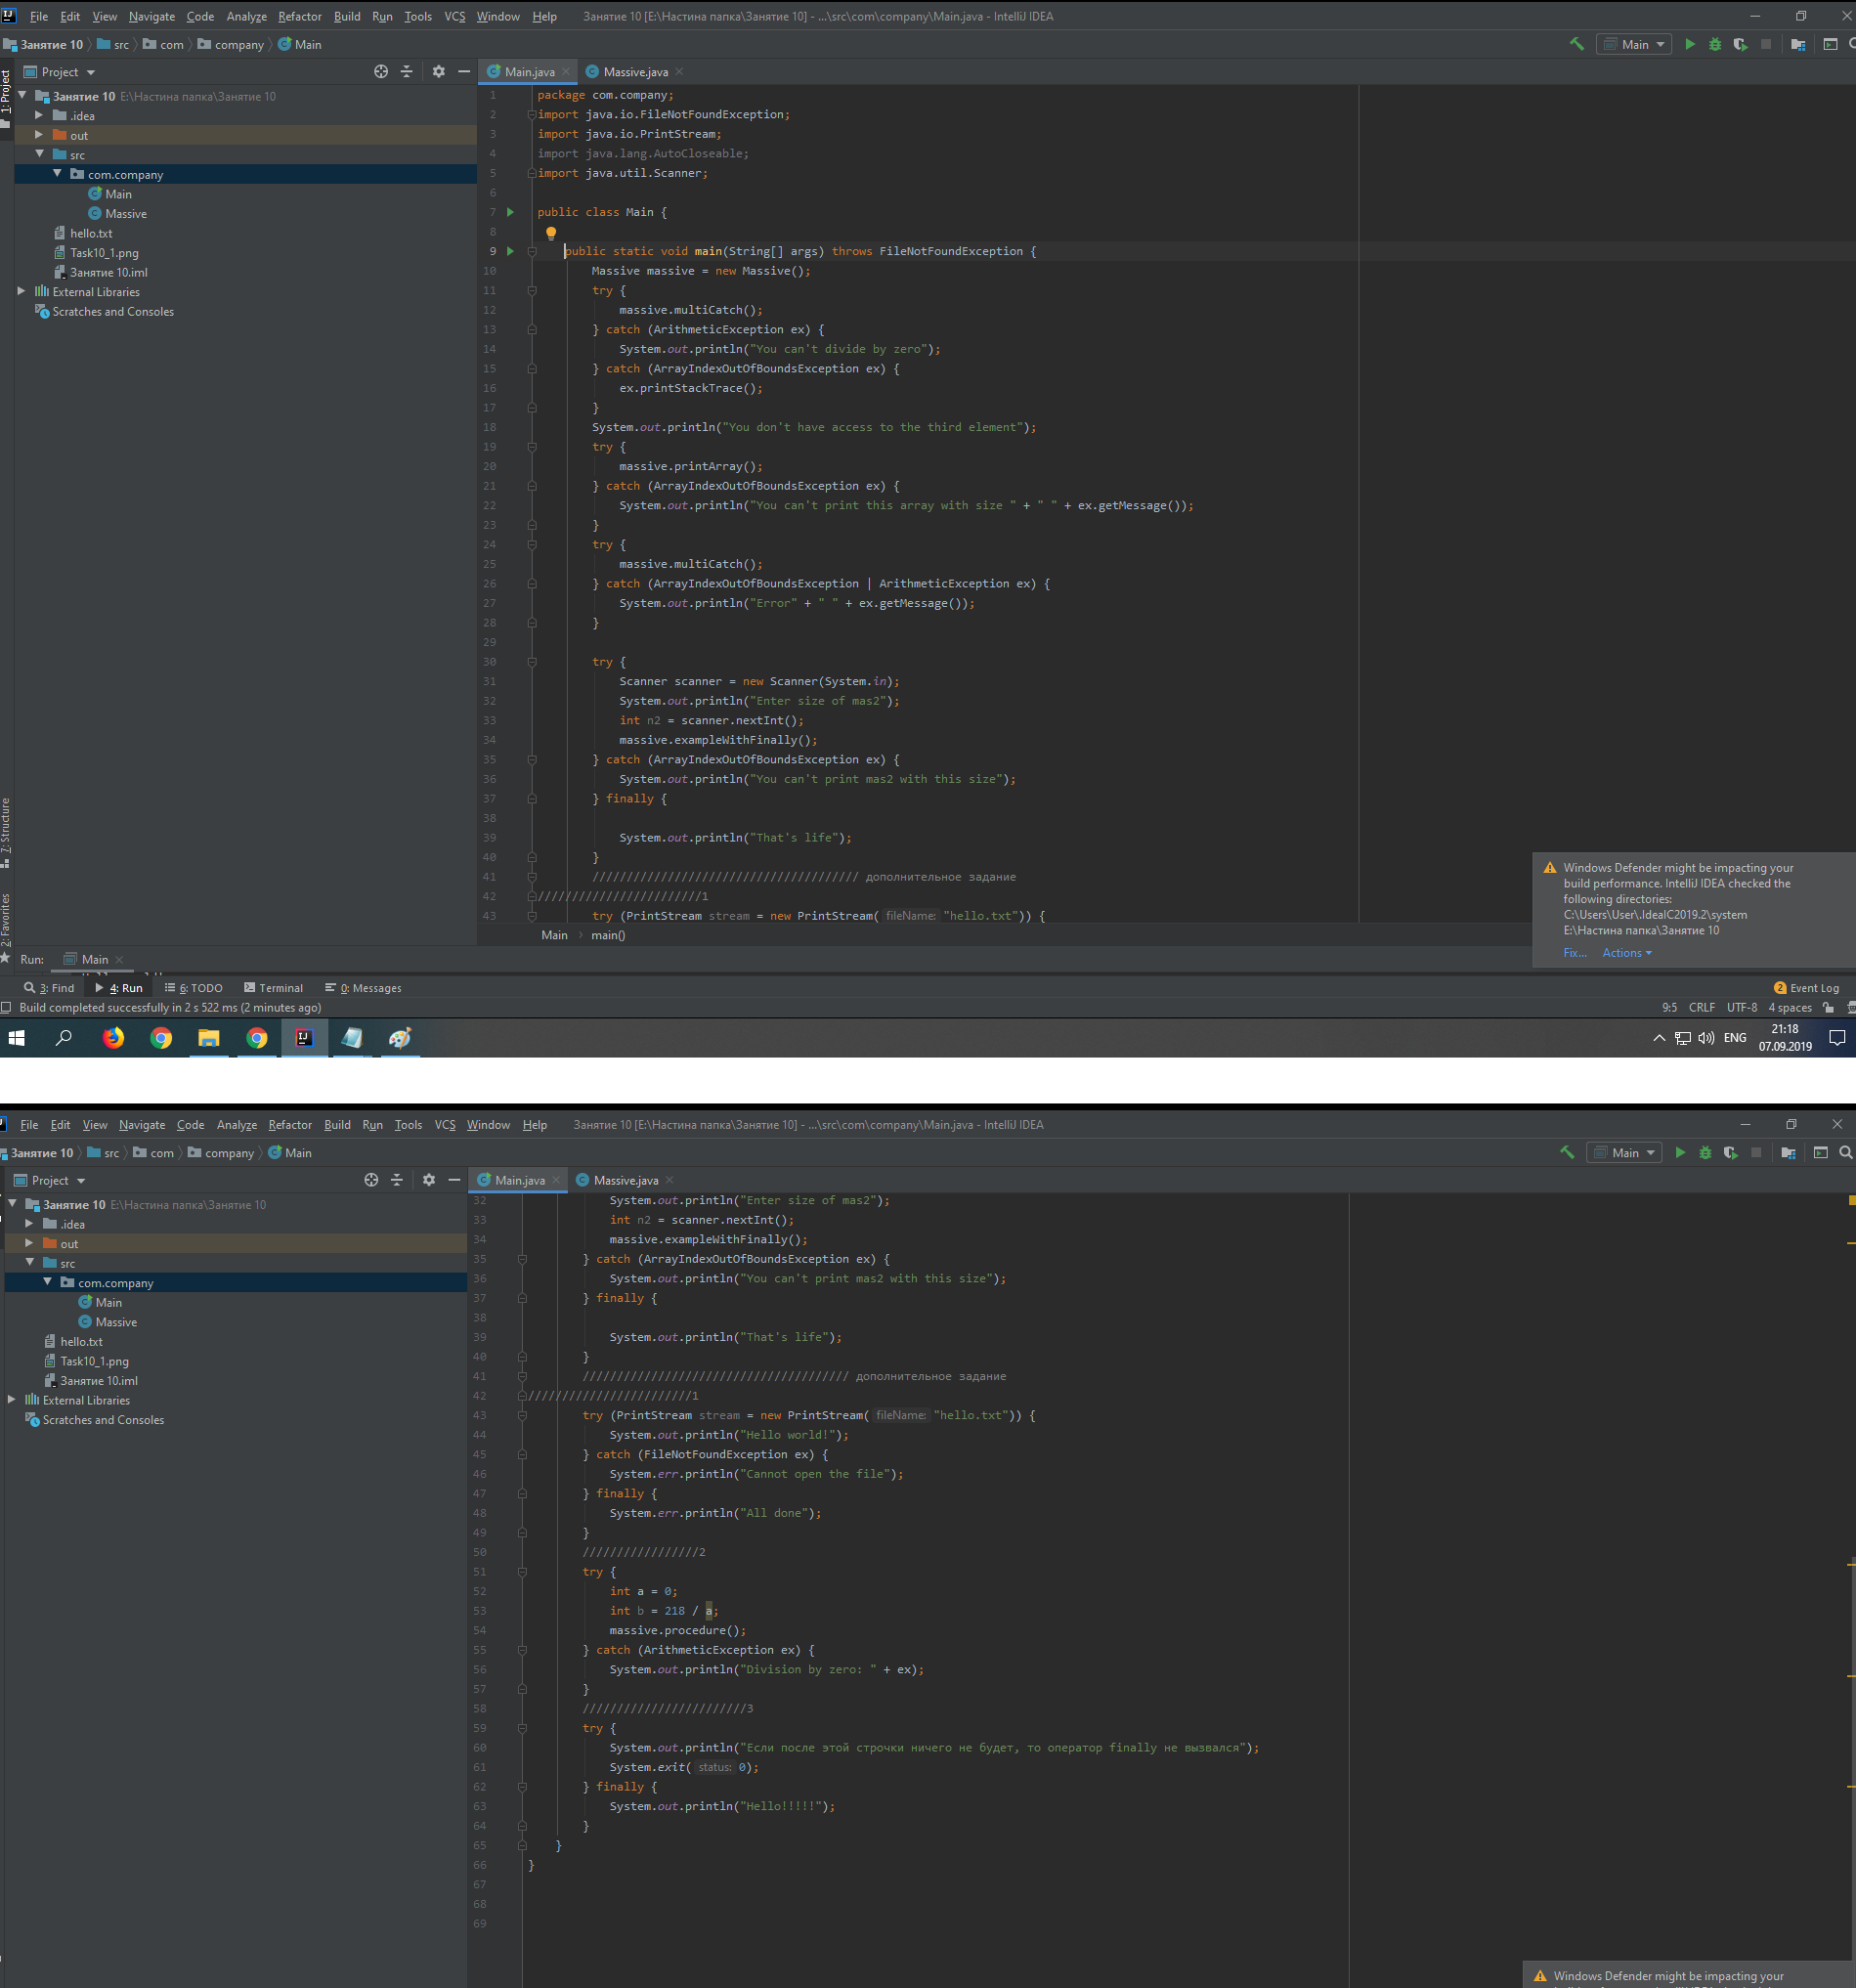 File Edit View Navigate Code Analyze Refactor Build Run Tools VCS Window Help Занятие 10 [E:\Настина папка\Занятие 10] - ...\src\com\company\Main.java - IntelliJ IDEA
Занятие 10 src com company Main Main
Project Main.java Massive.java
Занятие 10 E:\Настина папка\Занятие 10
.idea
out
src
com.company
Main
Massive
hello.txt
Task10_1.png
Занятие 10.iml
External Libraries
Scratches and Consoles
1: Project
7: Structure
2: Favorites
1 package com.company;
2 import java.io.FileNotFoundException;
3 import java.io.PrintStream;
4 import java.lang.AutoCloseable;
5 import java.util.Scanner;
6
7 public class Main {
8
9 public static void main(String[] args) throws FileNotFoundException {
10 Massive massive = new Massive();
11 try {
12 massive.multiCatch();
13 } catch (ArithmeticException ex) {
14 System.out.println("You can't divide by zero");
15 } catch (ArrayIndexOutOfBoundsException ex) {
16 ex.printStackTrace();
17 }
18 System.out.println("You don't have access to the third element");
19 try {
20 massive.printArray();
21 } catch (ArrayIndexOutOfBoundsException ex) {
22 System.out.println("You can't print this array with size " + " " + ex.getMessage());
23 }
24 try {
25 massive.multiCatch();
26 } catch (ArrayIndexOutOfBoundsException | ArithmeticException ex) {
27 System.out.println("Error" + " " + ex.getMessage());
28 }
29
30 try {
31 Scanner scanner = new Scanner(System.in);
32 System.out.println("Enter size of mas2");
33 int n2 = scanner.nextInt();
34 massive.exampleWithFinally();
35 } catch (ArrayIndexOutOfBoundsException ex) {
36 System.out.println("You can't print mas2 with this size");
37 } finally {
38
39 System.out.println("That's life");
40 }
41 /////////////////////////////////////// дополнительное задание
42 ////////////////////////1
43 try (PrintStream stream = new PrintStream( fileName: "hello.txt")) {
Main main()
Windows Defender might be impacting your
build performance. IntelliJ IDEA checked the
following directories:
C:\Users\User\.IdeaIC2019.2\system
E:\Настина папка\Занятие 10
Fix... Actions
Run: Main
3: Find 4: Run 6: TODO Terminal 0: Messages 2 Event Log
Build completed successfully in 2 s 522 ms (2 minutes ago) 9:5 CRLF UTF-8 4 spaces
ENG 21:18
07.09.2019
File Edit View Navigate Code Analyze Refactor Build Run Tools VCS Window Help Занятие 10 [E:\Настина папка\Занятие 10] - ...\src\com\company\Main.java - IntelliJ IDEA
Занятие 10 src com company Main Main
Project Main.java Massive.java
Занятие 10 E:\Настина папка\Занятие 10
.idea
out
src
com.company
Main
Massive
hello.txt
Task10_1.png
Занятие 10.iml
External Libraries
Scratches and Consoles
32 System.out.println("Enter size of mas2");
33 int n2 = scanner.nextInt();
34 massive.exampleWithFinally();
35 } catch (ArrayIndexOutOfBoundsException ex) {
36 System.out.println("You can't print mas2 with this size");
37 } finally {
38
39 System.out.println("That's life");
40 }
41 /////////////////////////////////////// дополнительное задание
42 ////////////////////////1
43 try (PrintStream stream = new PrintStream( fileName: "hello.txt")) {
44 System.out.println("Hello world!");
45 } catch (FileNotFoundException ex) {
46 System.err.println("Cannot open the file");
47 } finally {
48 System.err.println("All done");
49 }
50 /////////////////2
51 try {
52 int a = 0;
53 int b = 218 / a;
54 massive.procedure();
55 } catch (ArithmeticException ex) {
56 System.out.println("Division by zero: " + ex);
57 }
58 ////////////////////////3
59 try {
60 System.out.println("Если после этой строчки ничего не будет, то оператор finally не вызвался");
61 System.exit( status: 0);
62 } finally {
63 System.out.println("Hello!!!!!");
64 }
65 }
66 }
67
68
69
Windows Defender might be impacting your